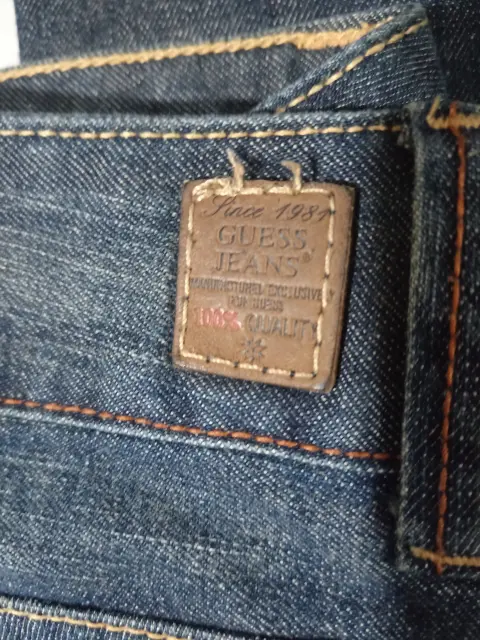 Since 1981
GUESS
JEANS®
MANUFACTURED EXCLUSIVELY
FOR GUESS
100% QUALITY